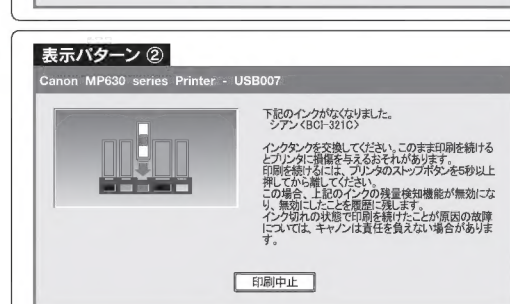 表示パターン ②
Canon MP630 series Printer - USB007
下記のインクがなくなりました。
シアン<BCI-321C>
インクタンクを交換してください。このまま印刷を続ける
とプリンタに損傷を与えるおそれがあります。
印刷を続けるには、プリンタのストップボタンを5秒以上
押してから離してください。
この場合、上記のインクの残量検知機能が無効にな
り、無効にしたことを履歴に残します。
インク切れの状態で印刷を続けたことが原因の故障
については、キヤノンは責任を負えない場合がありま
す。
印刷中止